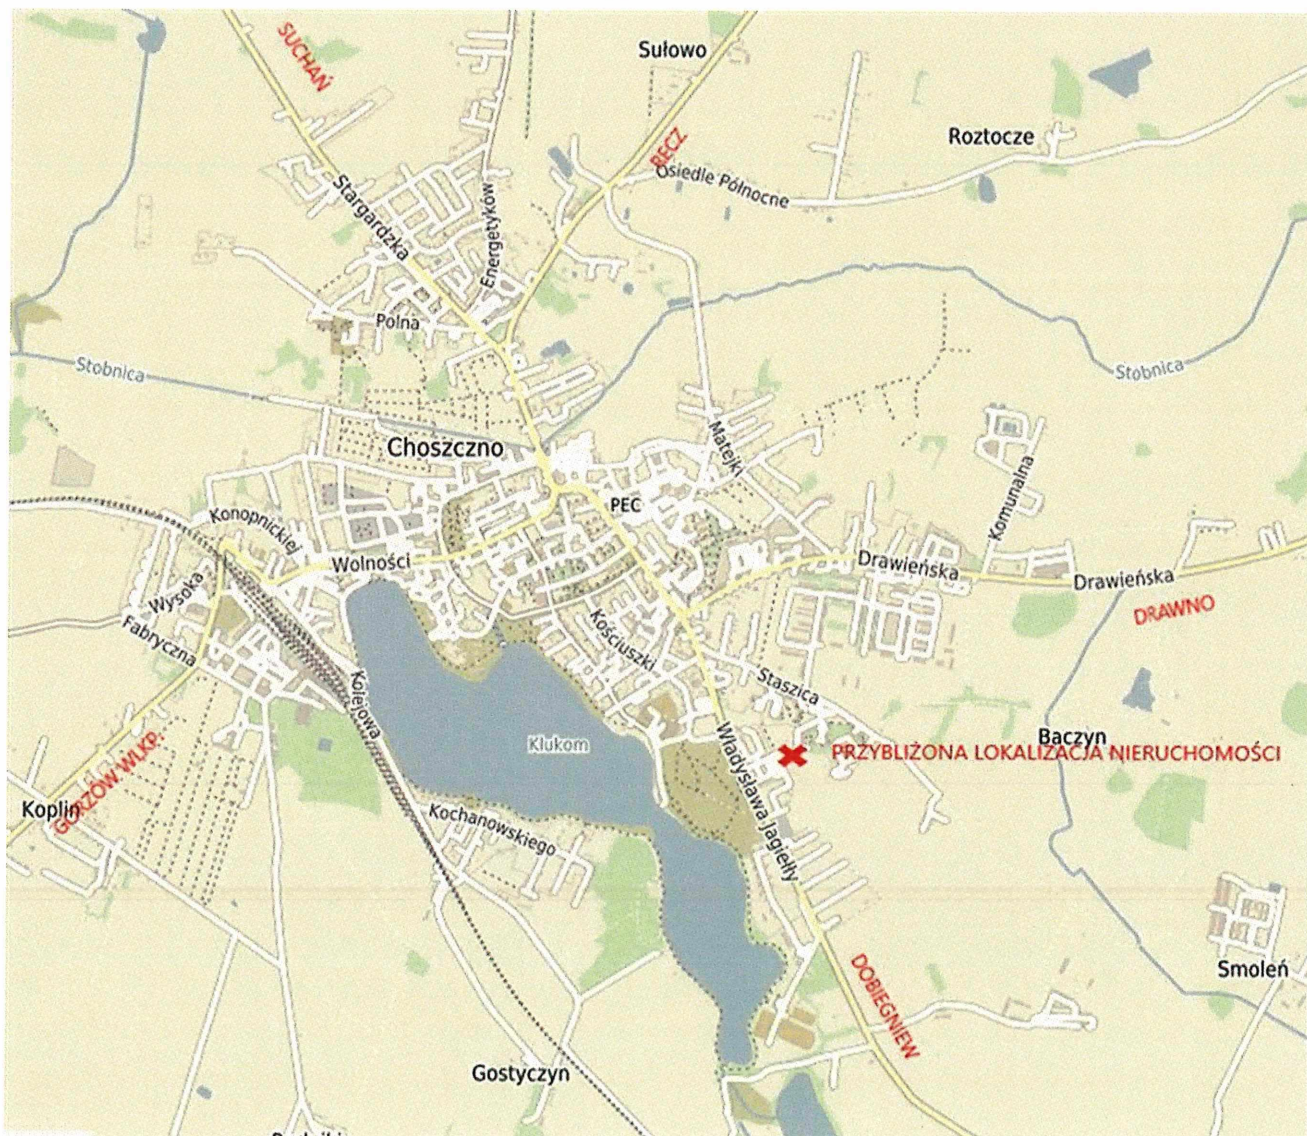 SUCHAŃ
Sułowo
RECZ
Roztocze
Osiedle Północne
Stargardzka
Energetyków
Polna
Stobnica
Stobnica
Choszczno
Matejki
PEC
Komunalna
Konopnickiej
Wolności
Drawieńska
Drawieńska
Wysoka
DRAWNO
Fabryczna
Kościuszki
Staszica
Kolejowa
Klukom
Władysława Jagiełły
Bączyn
PRZYBLIŻONA LOKALIZACJA NIERUCHOMOŚCI
GORZÓW WLKP.
Koplin
Kochanowskiego
DOBIEGNIEW
Smoleń
Gostyczyn